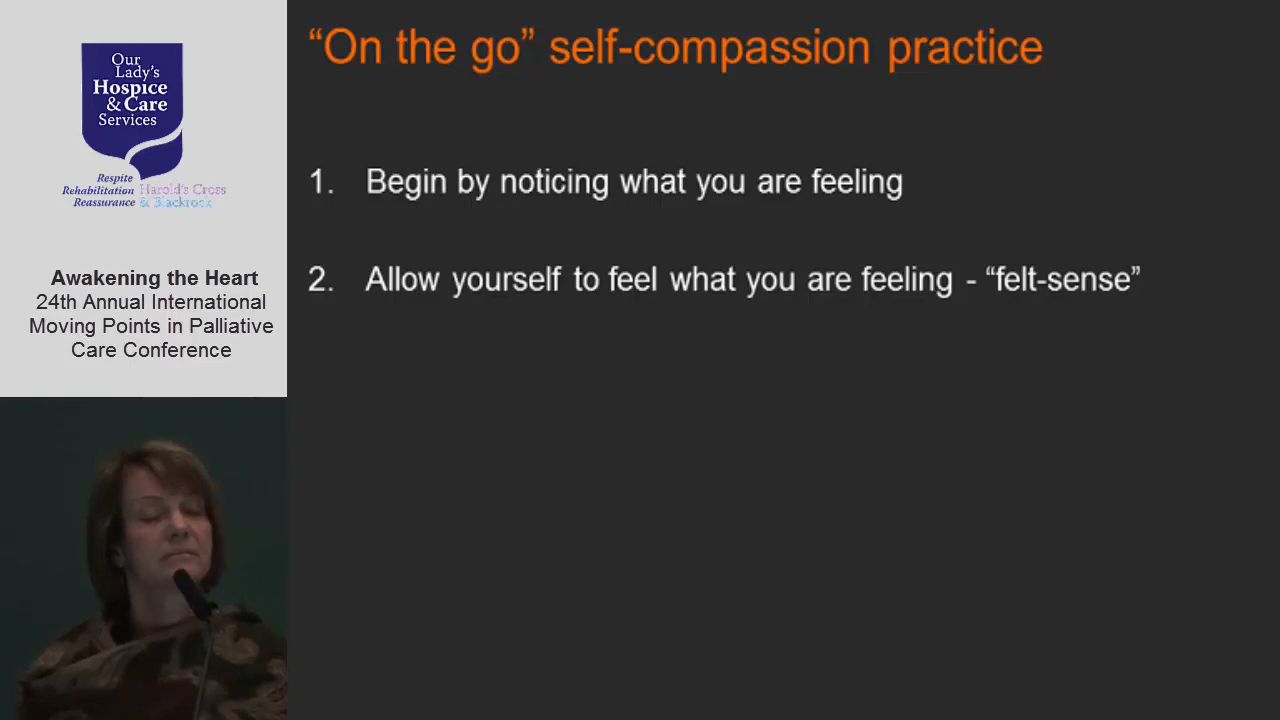 Our
Lady's
Hospice
& Care
Services
Respite
Rehabilitation
Reassurance
Harold's Cross
& Blackrock
Awakening the Heart
24th Annual International
Moving Points in Palliative
Care Conference
“On the go” self-compassion practice
1. Begin by noticing what you are feeling
2. Allow yourself to feel what you are feeling - “felt-sense”